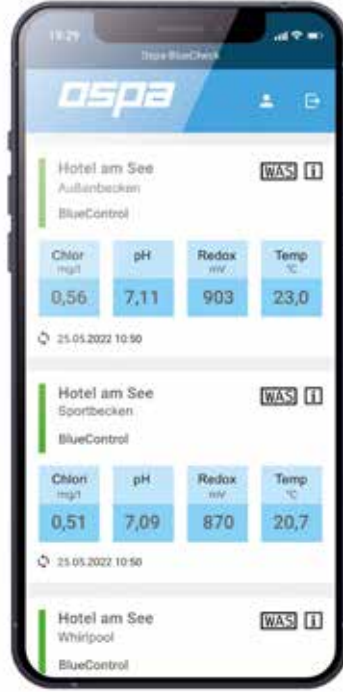 19:29
Ospa BlueCheck
ospa
Hotel am See
WAS i
Außenbecken
BlueControl
Chlor pH Redox Temp
mg/l mV °C
0,56 7,11 903 23,0
25.05.2022 10:50
Hotel am See
WAS i
Sportbecken
BlueControl
Chlor pH Redox Temp
mg/l mV °C
0,51 7,09 870 20,7
25.05.2022 10:50
Hotel am See
WAS i
Whirlpool
BlueControl